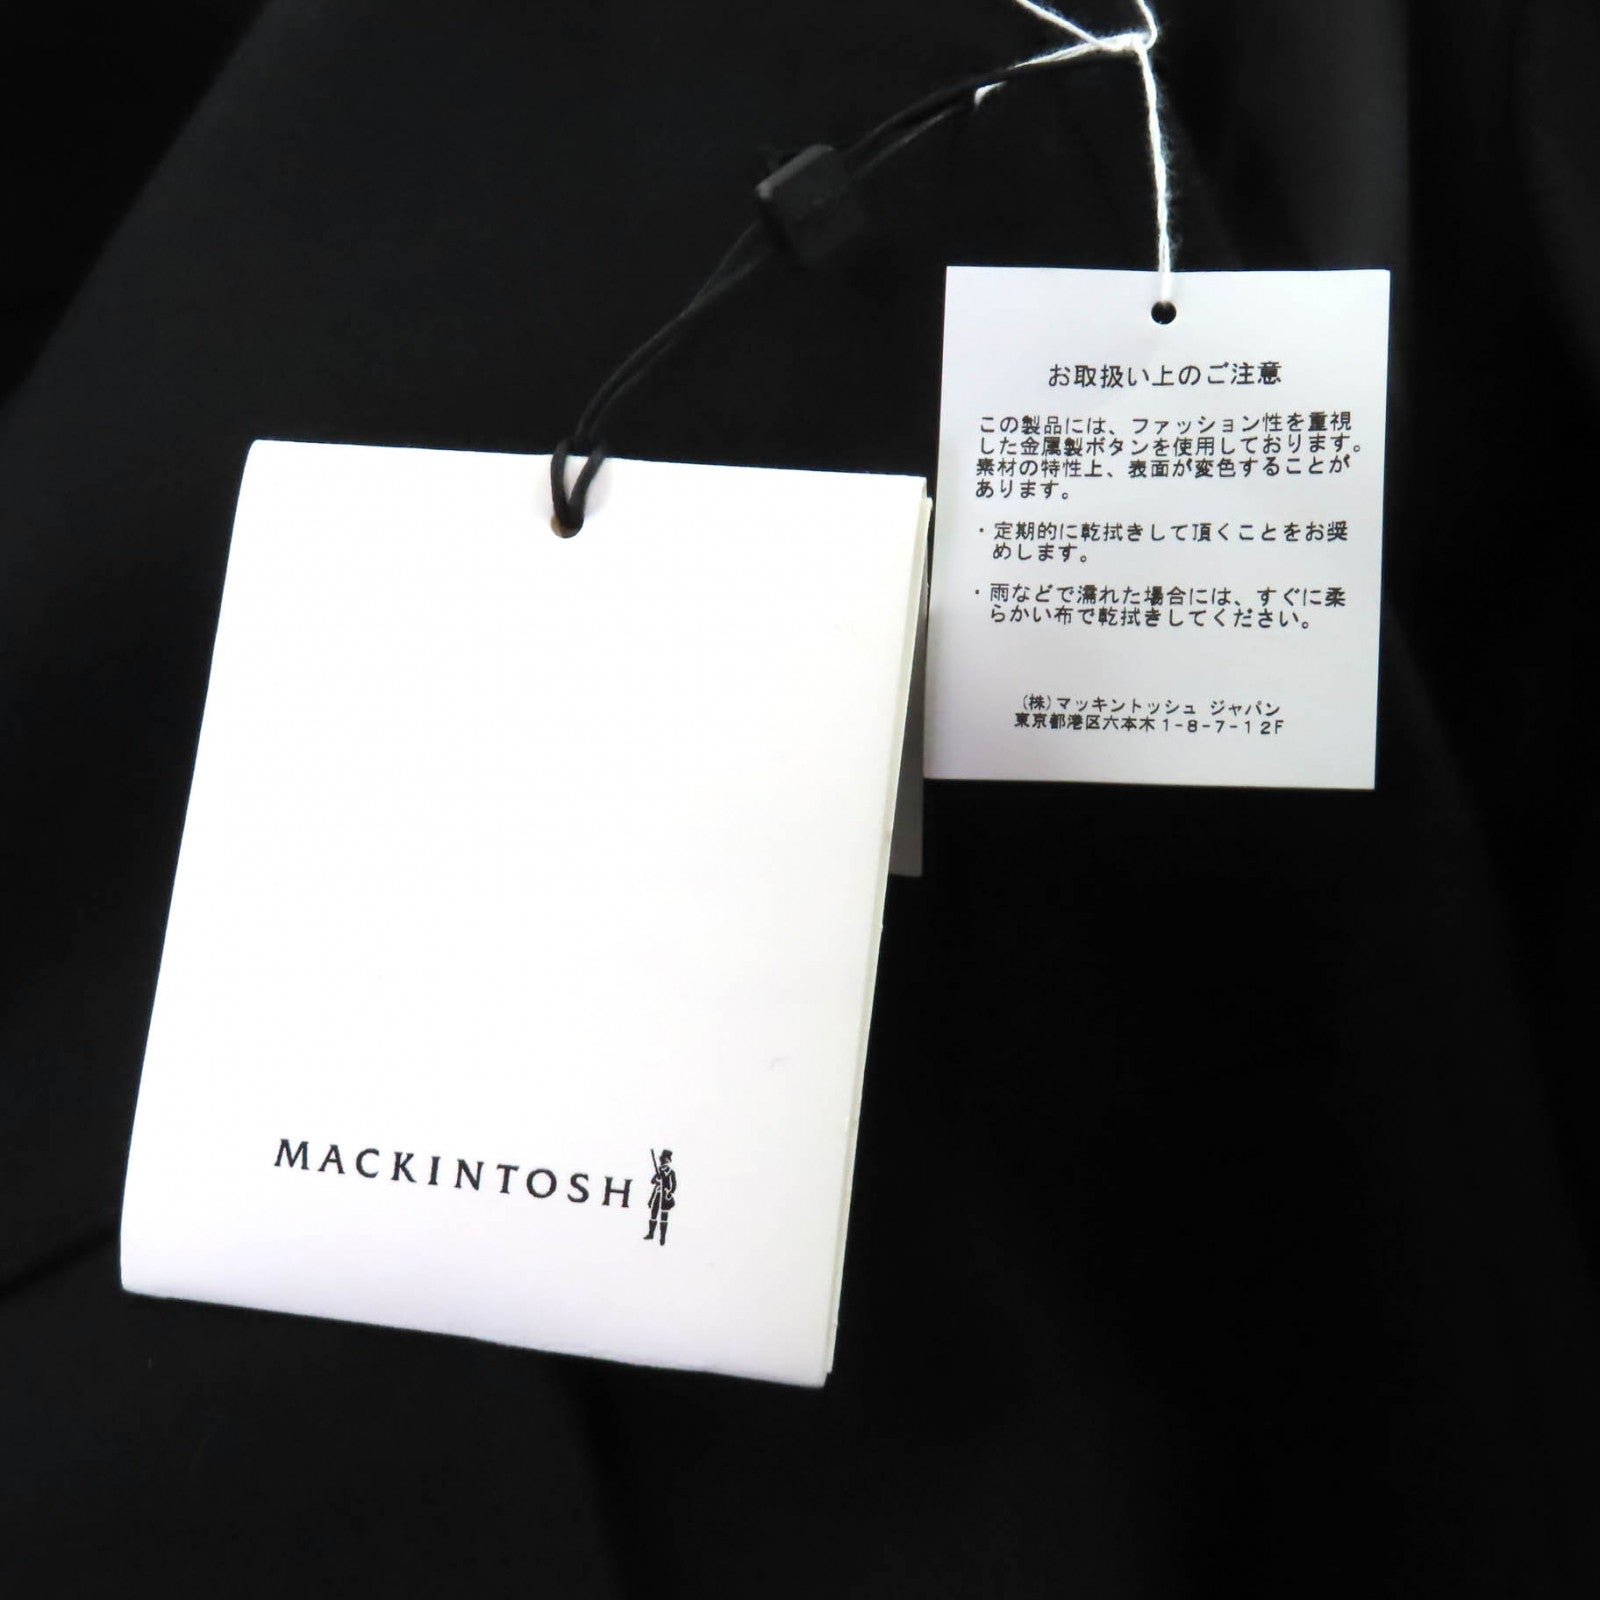 お取扱い上のご注意
この製品には、ファッション性を重視
した金属製ボタンを使用しております。
素材の特性上、表面が変色することが
あります。
・定期的に乾拭きして頂くことをお奨
めします。
・雨などで濡れた場合には、すぐに柔
らかい布で乾拭きしてください。
(株)マッキントッシュ ジャパン
東京都港区六本木1-8-7-12F
MACKINTOSH